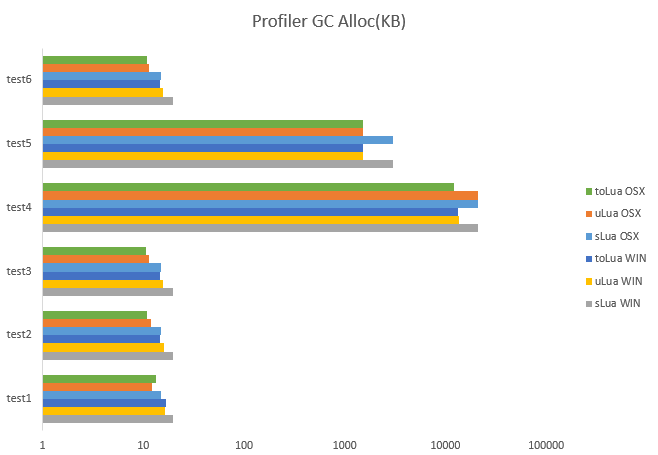 Profiler GC Alloc(KB)
test6
test5
test4
test3
test2
test1
1
10
100
1000
10000
100000
toLua OSX
uLua OSX
sLua OSX
toLua WIN
uLua WIN
sLua WIN